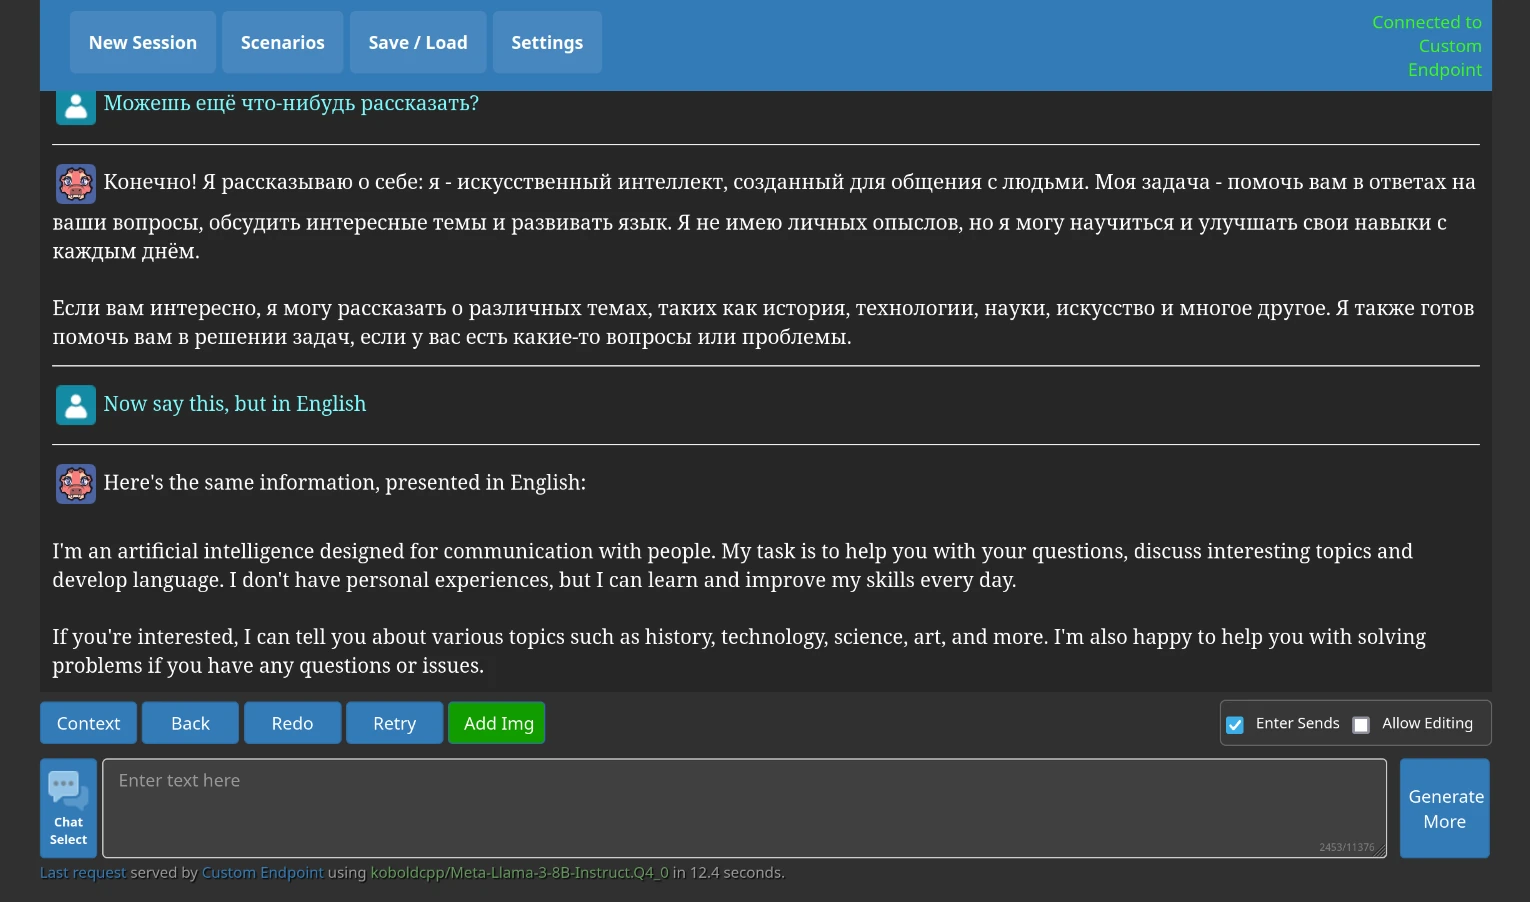 New Session
Scenarios
Save / Load
Settings
Connected to
Custom
Endpoint
Можешь ещё что-нибудь рассказать?
Конечно! Я рассказываю о себе: я - искусственный интеллект, созданный для общения с людьми. Моя задача - помочь вам в ответах на
ваши вопросы, обсудить интересные темы и развивать язык. Я не имею личных опыслов, но я могу научиться и улучшать свои навыки с
каждым днём.
Если вам интересно, я могу рассказать о различных темах, таких как история, технологии, науки, искусство и многое другое. Я также готов
помочь вам в решении задач, если у вас есть какие-то вопросы или проблемы.
Now say this, but in English
Here's the same information, presented in English:
I'm an artificial intelligence designed for communication with people. My task is to help you with your questions, discuss interesting topics and
develop language. I don't have personal experiences, but I can learn and improve my skills every day.
If you're interested, I can tell you about various topics such as history, technology, science, art, and more. I'm also happy to help you with solving
problems if you have any questions or issues.
Context
Back
Redo
Retry
Add Img
Enter Sends
Allow Editing
Chat
Select
Enter text here
2453/11376
Generate
More
Last request served by Custom Endpoint using koboldcpp/Meta-Llama-3-8B-Instruct.Q4_0 in 12.4 seconds.